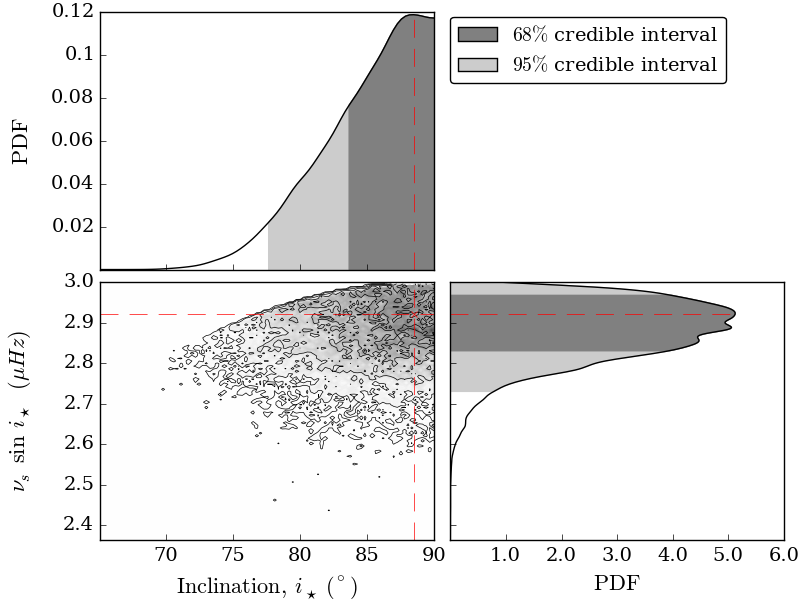 0.12
0.1
0.08
0.06
0.04
0.02
PDF
68% credible interval
95% credible interval
3.0
2.9
2.8
2.7
2.6
2.5
2.4
ν_s sin i_⋆ (μHz)
70 75 80 85 90
Inclination, i_⋆ (°)
1.0 2.0 3.0 4.0 5.0 6.0
PDF